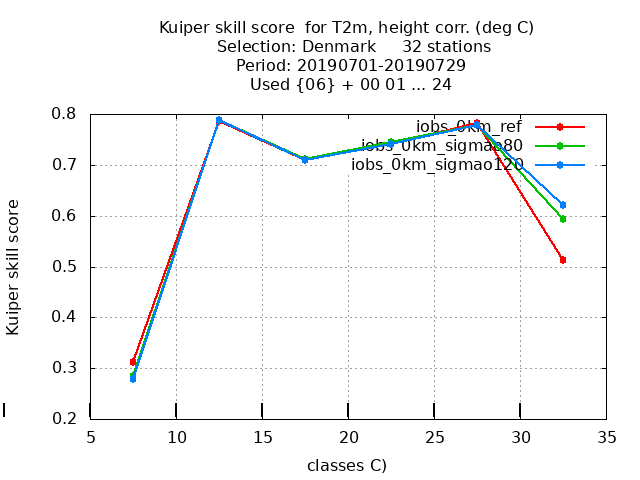 Kuiper skill score  for T2m, height corr. (deg C)
Selection: Denmark     32 stations
Period: 20190701-20190729
Used {06} + 00 01 ... 24
iobs_0km_ref
iobs_0km_sigmao80
iobs_0km_sigmao120
Kuiper skill score
0.8
0.7
0.6
0.5
0.4
0.3
0.2
5 10 15 20 25 30 35
classes C)